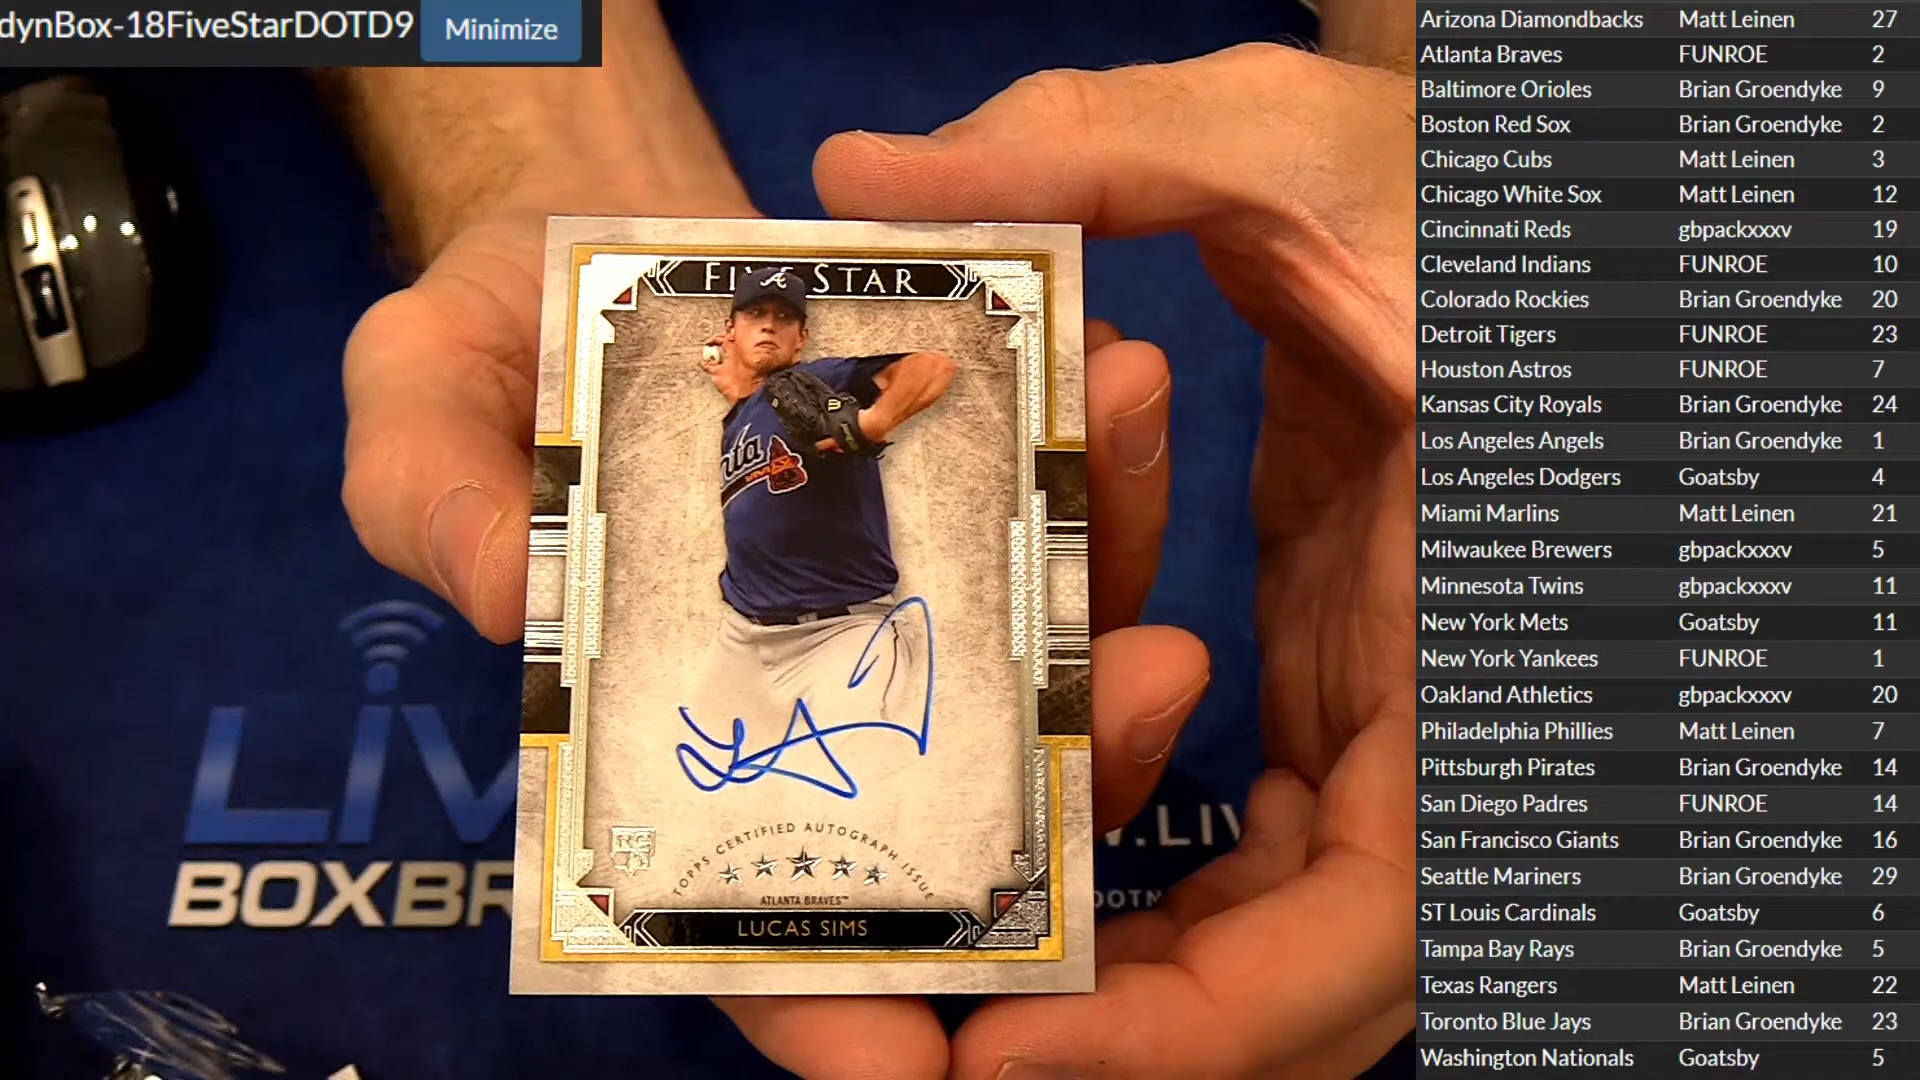 dynBox-18FiveStarDOTD9
Minimize
FIVE STAR
A
TOPPS CERTIFIED AUTOGRAPH ISSUE
RC
ATLANTA BRAVES™
LUCAS SIMS
LIV
BOXBR
W.LIV
DOTN
Arizona Diamondbacks Matt Leinen 27
Atlanta Braves FUNROE 2
Baltimore Orioles Brian Groendyke 9
Boston Red Sox Brian Groendyke 2
Chicago Cubs Matt Leinen 3
Chicago White Sox Matt Leinen 12
Cincinnati Reds gbpackxxxv 19
Cleveland Indians FUNROE 10
Colorado Rockies Brian Groendyke 20
Detroit Tigers FUNROE 23
Houston Astros FUNROE 7
Kansas City Royals Brian Groendyke 24
Los Angeles Angels Brian Groendyke 1
Los Angeles Dodgers Goatsby 4
Miami Marlins Matt Leinen 21
Milwaukee Brewers gbpackxxxv 5
Minnesota Twins gbpackxxxv 11
New York Mets Goatsby 11
New York Yankees FUNROE 1
Oakland Athletics gbpackxxxv 20
Philadelphia Phillies Matt Leinen 7
Pittsburgh Pirates Brian Groendyke 14
San Diego Padres FUNROE 14
San Francisco Giants Brian Groendyke 16
Seattle Mariners Brian Groendyke 29
ST Louis Cardinals Goatsby 6
Tampa Bay Rays Brian Groendyke 5
Texas Rangers Matt Leinen 22
Toronto Blue Jays Brian Groendyke 23
Washington Nationals Goatsby 5